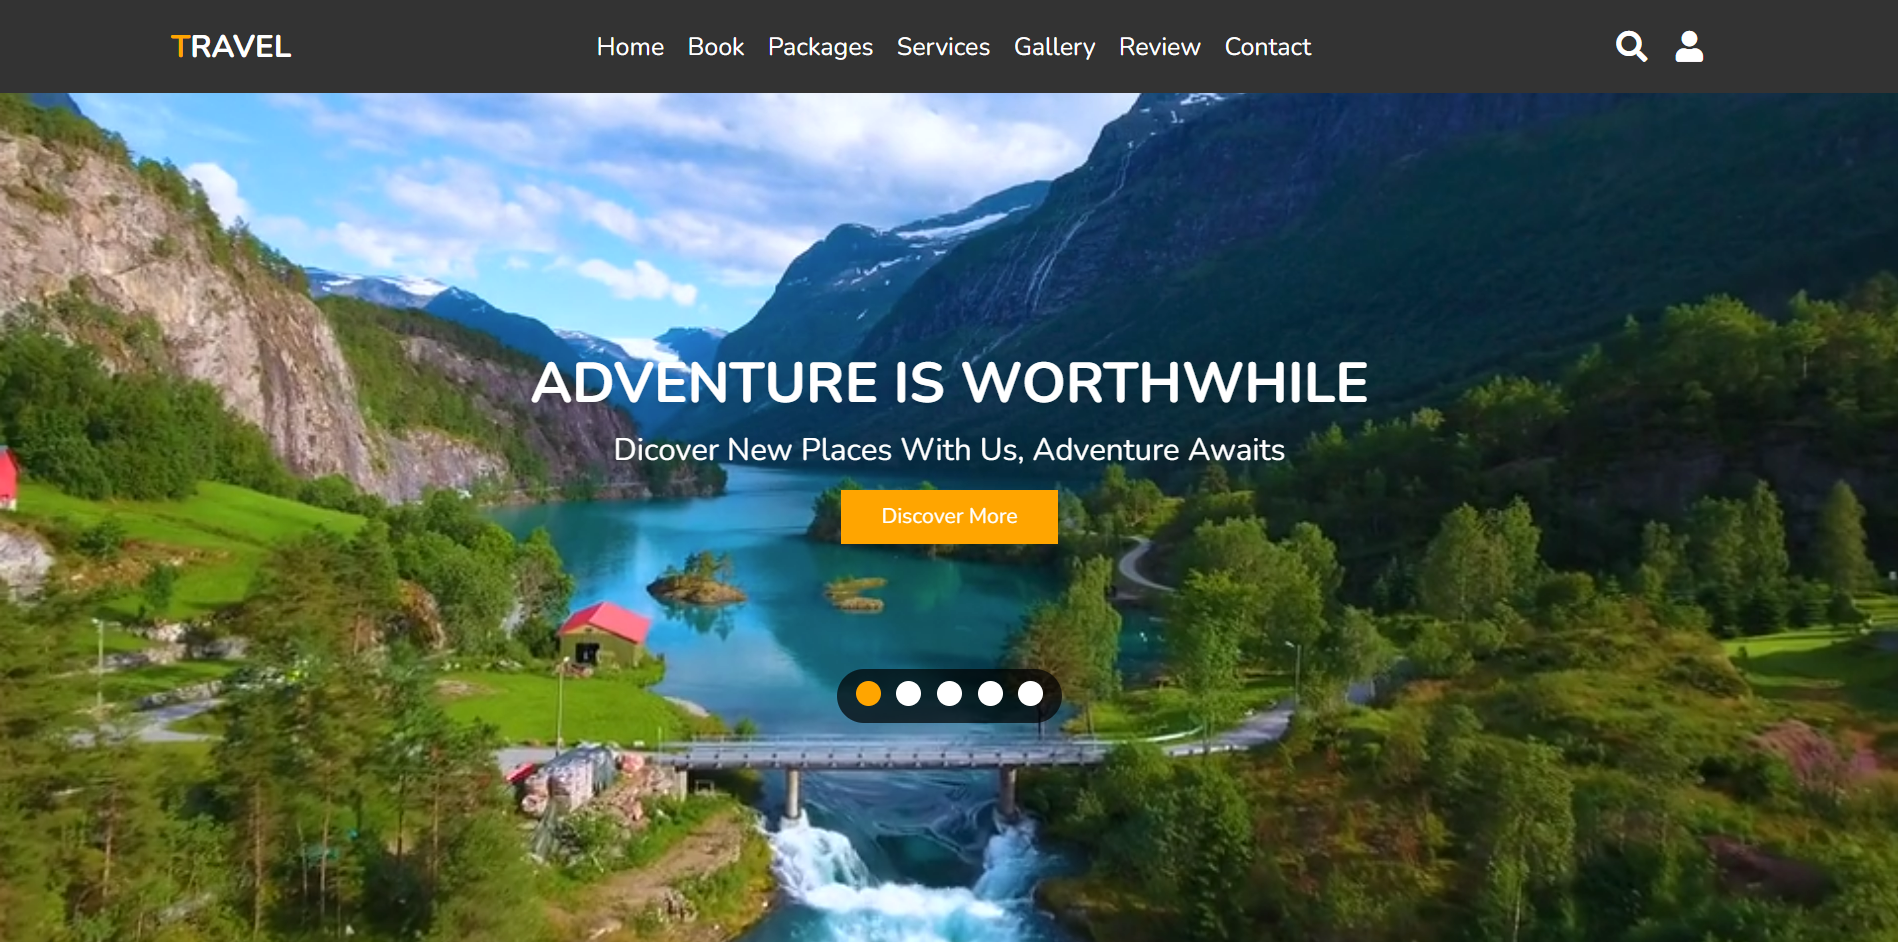 TRAVEL
Home Book Packages Services Gallery Review Contact
ADVENTURE IS WORTHWHILE
Dicover New Places With Us, Adventure Awaits
Discover More